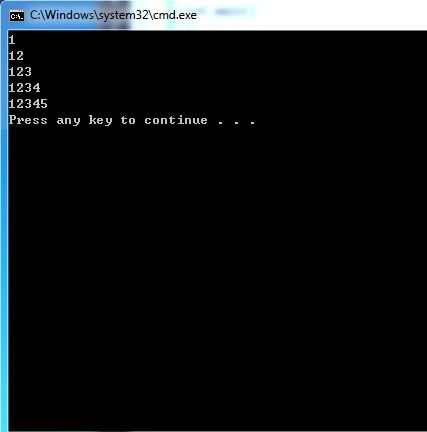 C:\Windows\system32\cmd.exe
1
12
123
1234
12345
Press any key to continue . . .